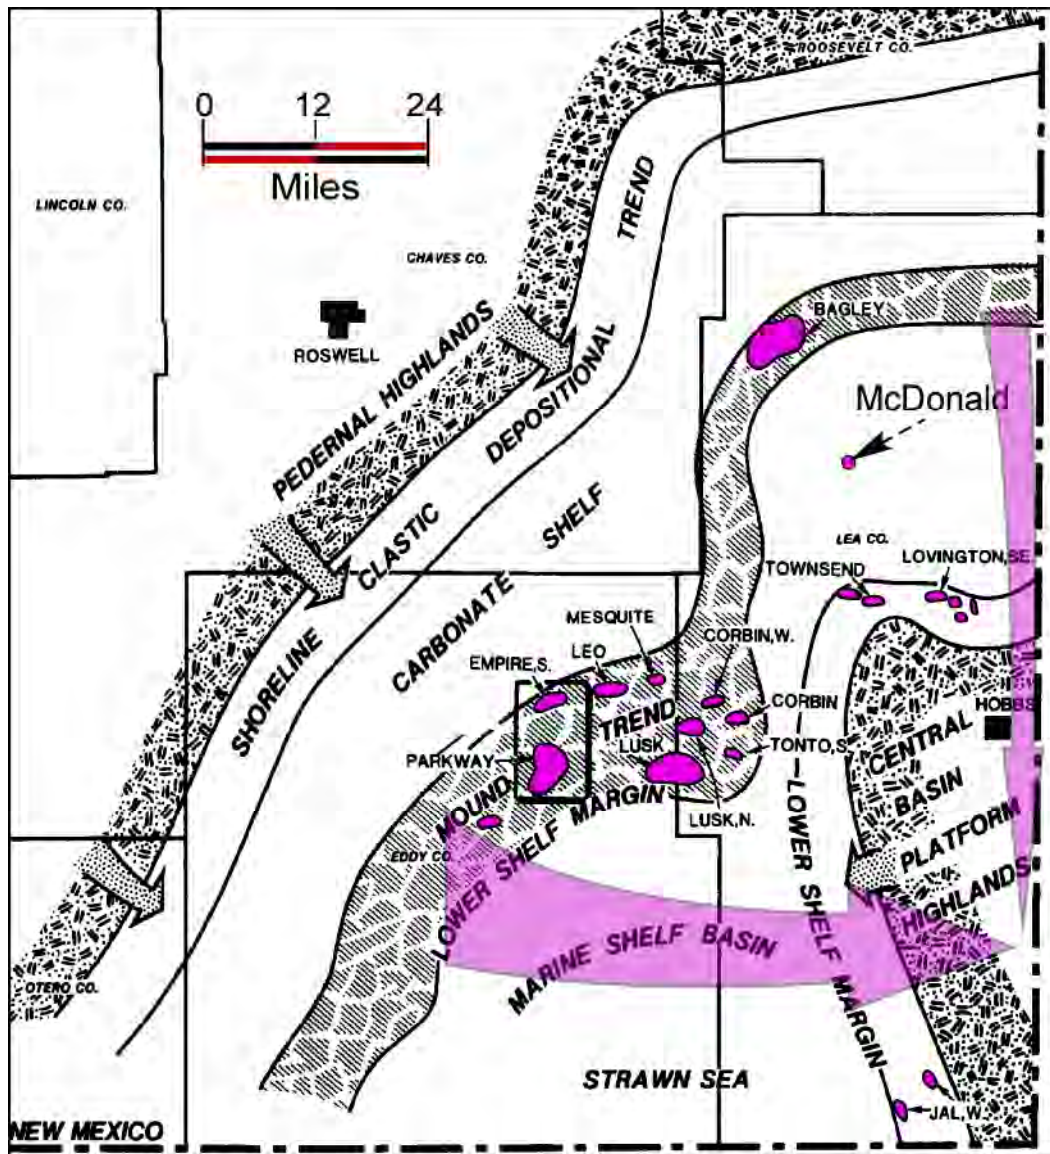 ROOSEVELT CO.
0 12 24
Miles
LINCOLN CO.
CHAVES CO.
TREND
ROSWELL
BAGLEY
PEDERNAL HIGHLANDS
DEPOSITIONAL
McDonald
SHELF
CLASTIC
LEA CO.
LOVINGTON,SE.
TOWNSEND
CARBONATE
MESQUITE
CORBIN,W.
LEO
EMPIRE,S.
SHORELINE
CORBIN
HOBBS
TREND
CENTRAL
BASIN
PLATFORM
HIGHLANDS
PARKWAY
LUSK
TONTO,S.
MOUND
LUSK,N.
LOWER SHELF MARGIN
EDDY CO.
LOWER SHELF MARGIN
MARINE SHELF BASIN
OTERO CO.
STRAWN SEA
JAL,W.
NEW MEXICO